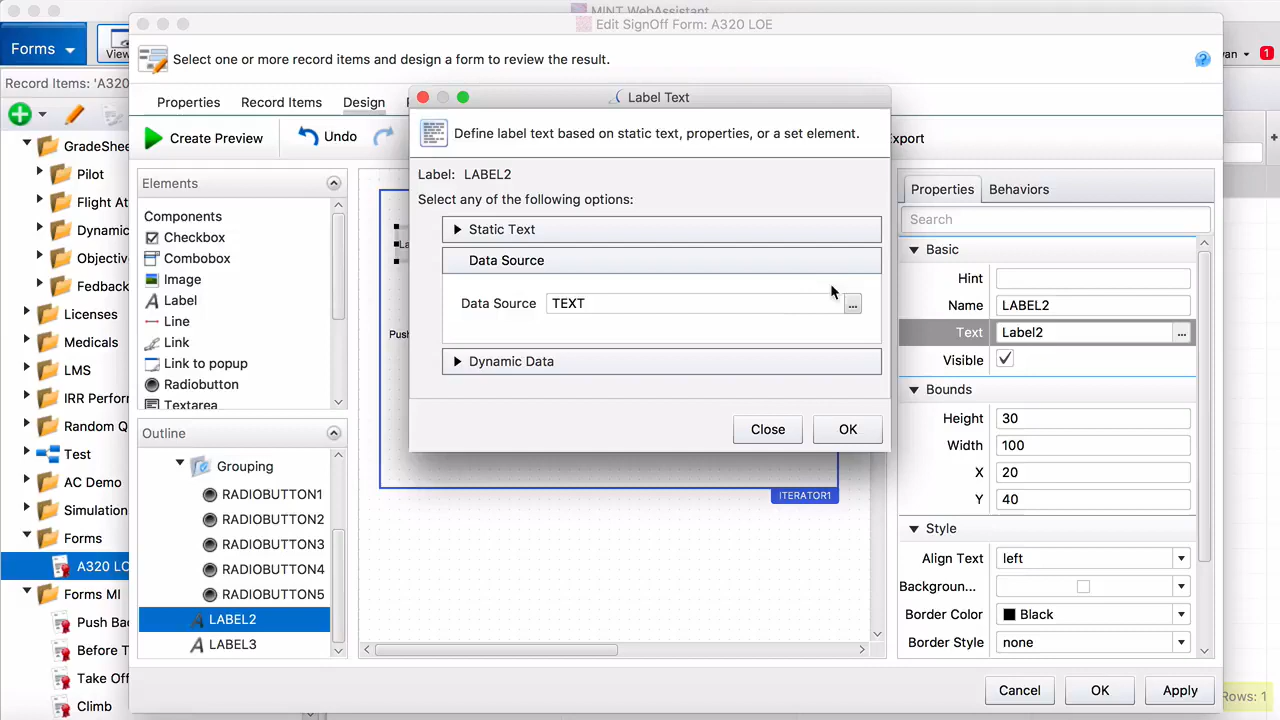 MINT WebAssistant
Edit SignOff Form: A320 LOE
Forms
View
Select one or more record items and design a form to review the result.
1
Record Items: 'A320
Properties
Record Items
Design
Create Preview
Undo
Export
Label Text
Define label text based on static text, properties, or a set element.
Label: LABEL2
Select any of the following options:
Static Text
Data Source
Data Source TEXT ...
Dynamic Data
Close
OK
GradeShee
Pilot
Flight At
Dynamic
Objectiv
Feedbac
Licenses
Medicals
LMS
IRR Perform
Random Q
Test
AC Demo
Simulation
Forms
A320 LO
Forms MI
Push Ba
Before T
Take Off
Climb
Elements
Components
Checkbox
Combobox
Image
Label
Line
Link
Link to popup
Radiobutton
Textarea
Outline
Grouping
RADIOBUTTON1
RADIOBUTTON2
RADIOBUTTON3
RADIOBUTTON4
RADIOBUTTON5
LABEL2
LABEL3
La
Push
ITERATOR1
Properties
Behaviors
Search
Basic
Hint
Name LABEL2
Text Label2 ...
Visible
Bounds
Height 30
Width 100
X 20
Y 40
Style
Align Text left
Backgroun...
Border Color Black
Border Style none
Cancel
OK
Apply
Rows: 1